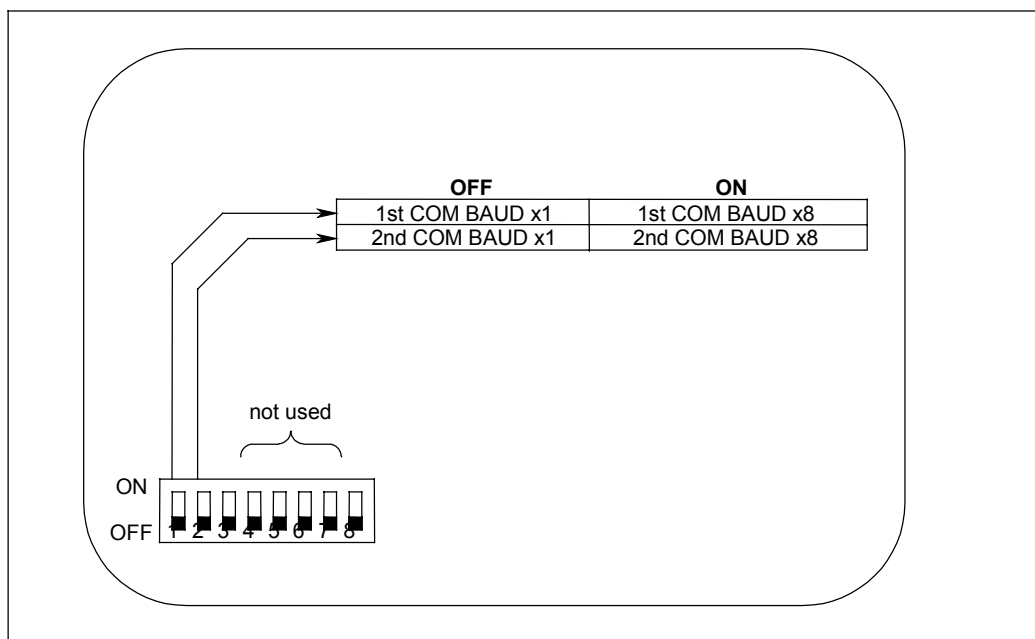 OFF ON
1st COM BAUD x1 1st COM BAUD x8
2nd COM BAUD x1 2nd COM BAUD x8
not used
ON
OFF 1 2 3 4 5 6 7 8